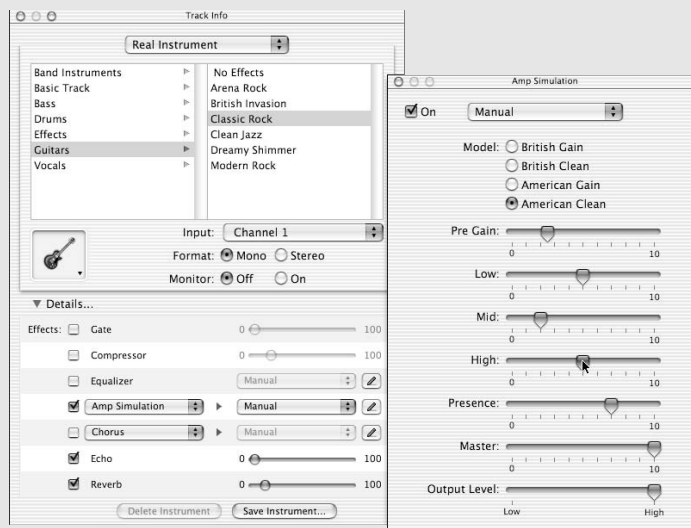 Track Info
Real Instrument
Band Instruments
Basic Track
Bass
Drums
Effects
Guitars
Vocals
No Effects
Arena Rock
British Invasion
Classic Rock
Clean Jazz
Dreamy Shimmer
Modern Rock
Input: Channel 1
Format: Mono Stereo
Monitor: Off On
Details...
Effects: Gate 0 100
Compressor 0 100
Equalizer Manual
Amp Simulation Manual
Chorus Manual
Echo 0 100
Reverb 0 100
Delete Instrument Save Instrument...
Amp Simulation
On Manual
Model: British Gain
British Clean
American Gain
American Clean
Pre Gain:
0 10
Low:
0 10
Mid:
0 10
High:
0 10
Presence:
0 10
Master:
0 10
Output Level:
Low High